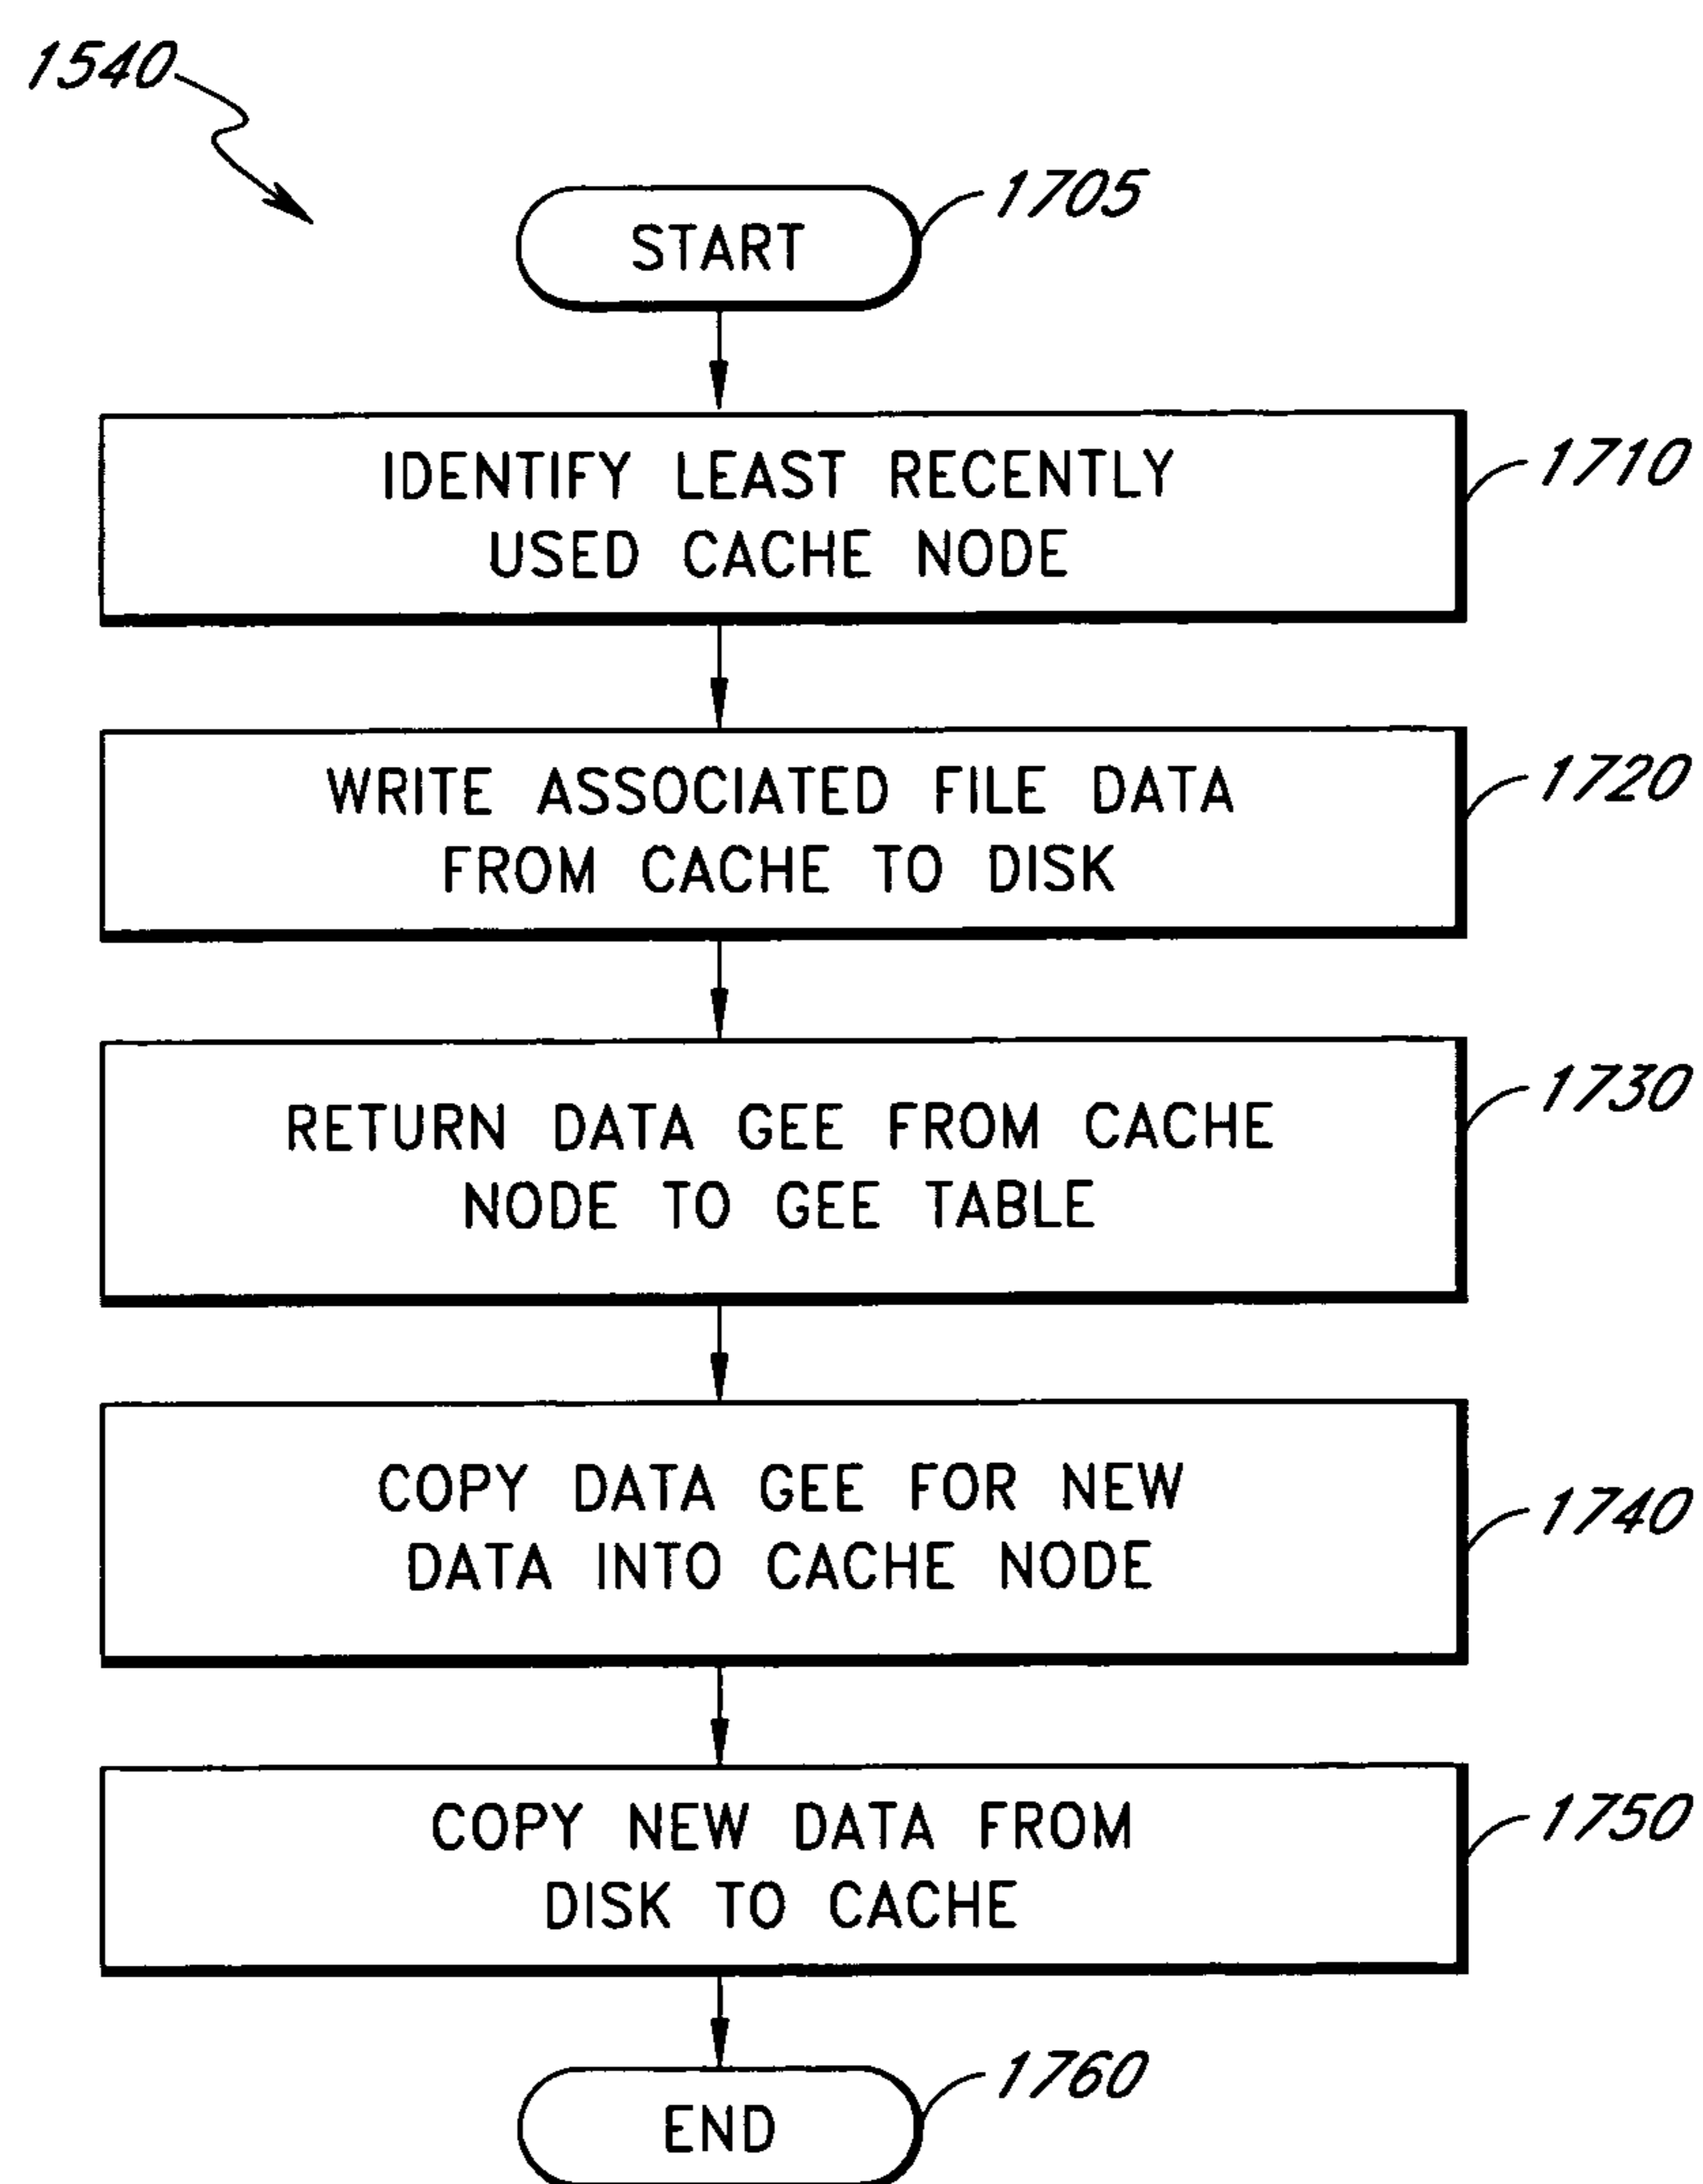 1540
START
1705
IDENTIFY LEAST RECENTLY
USED CACHE NODE
1710
WRITE ASSOCIATED FILE DATA
FROM CACHE TO DISK
1720
RETURN DATA GEE FROM CACHE
NODE TO GEE TABLE
1730
COPY DATA GEE FOR NEW
DATA INTO CACHE NODE
1740
COPY NEW DATA FROM
DISK TO CACHE
1750
END
1760